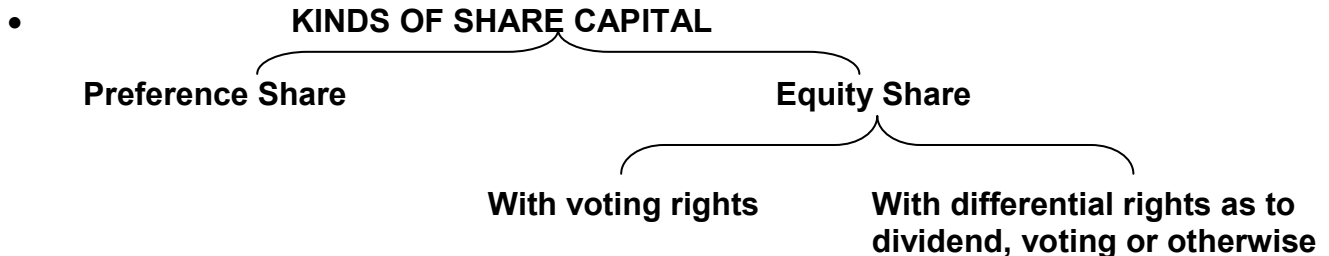 • KINDS OF SHARE CAPITAL
Preference Share Equity Share
With voting rights With differential rights as to
dividend, voting or otherwise